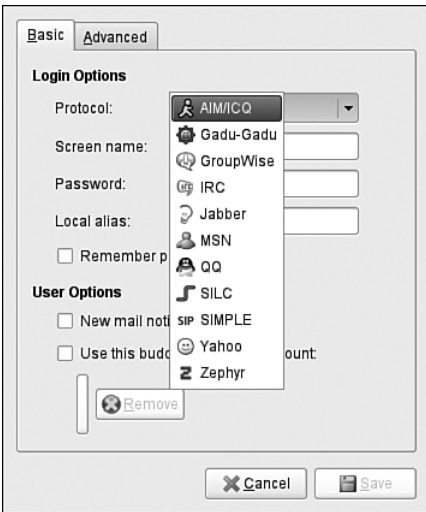 Basic Advanced
Login Options
Protocol: AIM/ICQ
Gadu-Gadu
Screen name:
GroupWise
IRC
Password:
Jabber
Local alias:
MSN
Remember p
QQ
User Options
SILC
New mail noti
SIP SIMPLE
Yahoo
Use this budd ount:
Zephyr
Remove
Cancel Save